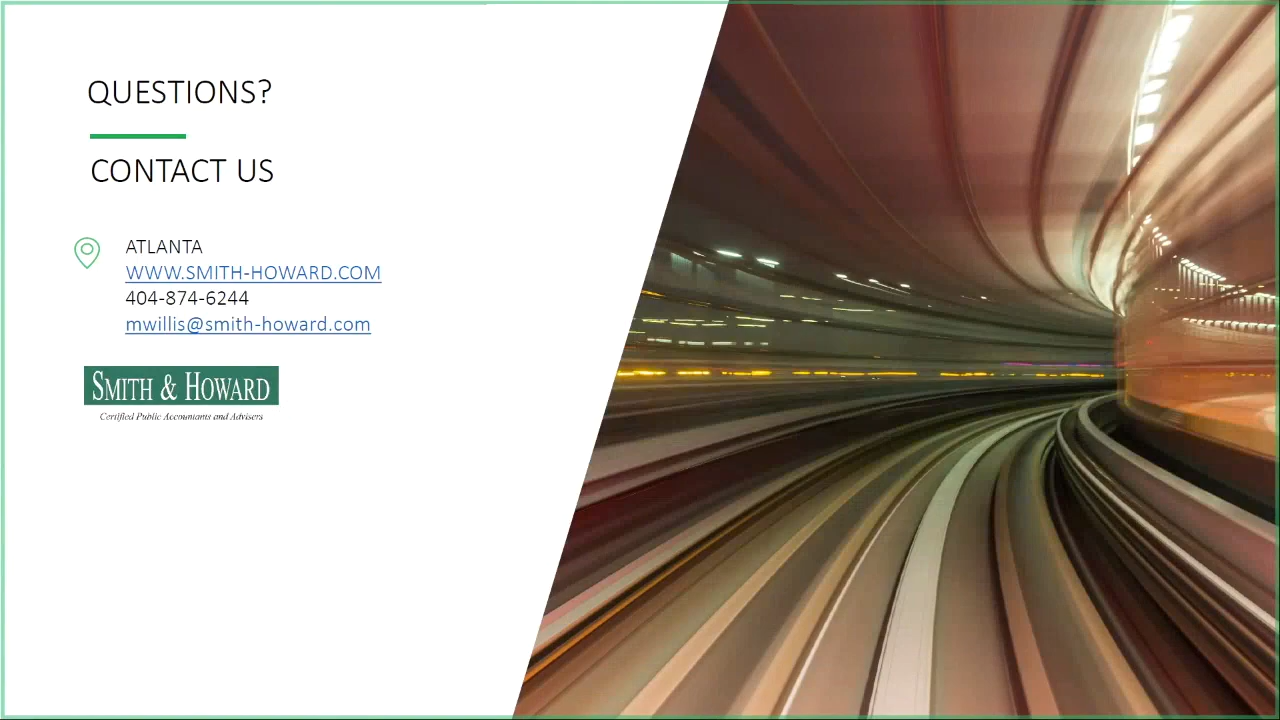 QUESTIONS?
CONTACT US
ATLANTA
WWW.SMITH-HOWARD.COM
404-874-6244
mwillis@smith-howard.com
SMITH & HOWARD
Certified Public Accountants and Advisers